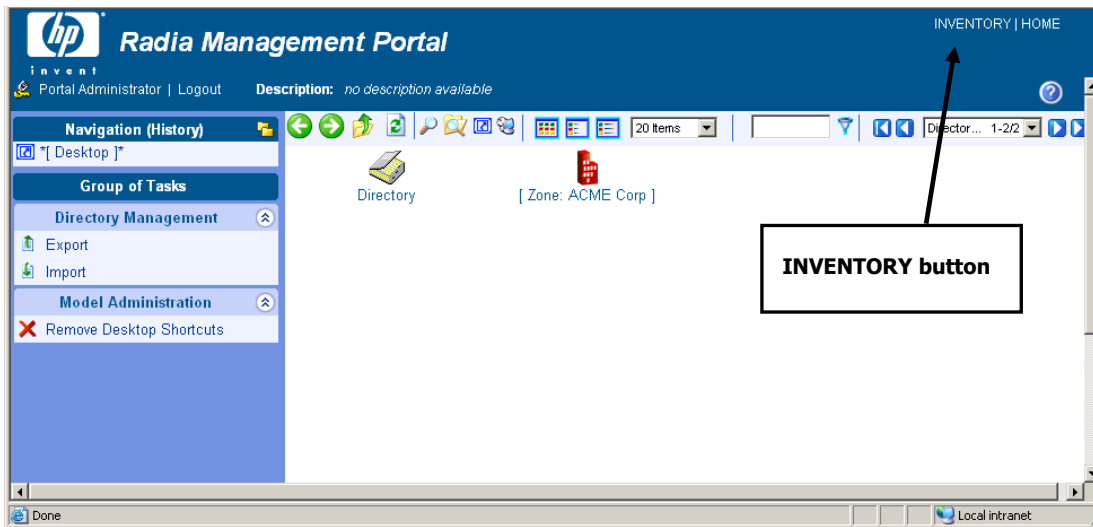 hp
invent
Radia Management Portal
INVENTORY | HOME
Portal Administrator | Logout
Description: no description available
?
Navigation (History)
*[ Desktop ]*
Group of Tasks
Directory Management
Export
Import
Model Administration
Remove Desktop Shortcuts
20 Items
Director... 1-2/2
Directory
[ Zone: ACME Corp ]
INVENTORY button
Done
Local intranet